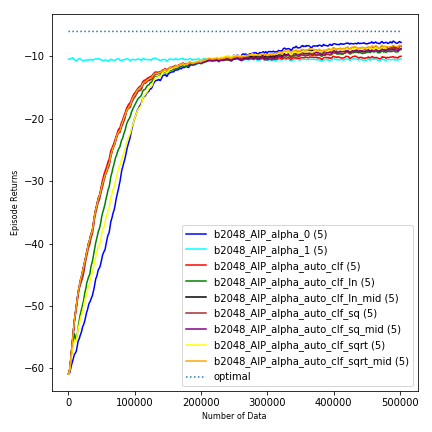 −10
−20
−30
−40
−50
−60
Episode Returns
b2048_AIP_alpha_0 (5)
b2048_AIP_alpha_1 (5)
b2048_AIP_alpha_auto_clf (5)
b2048_AIP_alpha_auto_clf_ln (5)
b2048_AIP_alpha_auto_clf_ln_mid (5)
b2048_AIP_alpha_auto_clf_sq (5)
b2048_AIP_alpha_auto_clf_sq_mid (5)
b2048_AIP_alpha_auto_clf_sqrt (5)
b2048_AIP_alpha_auto_clf_sqrt_mid (5)
optimal
0 100000 200000 300000 400000 500000
Number of Data